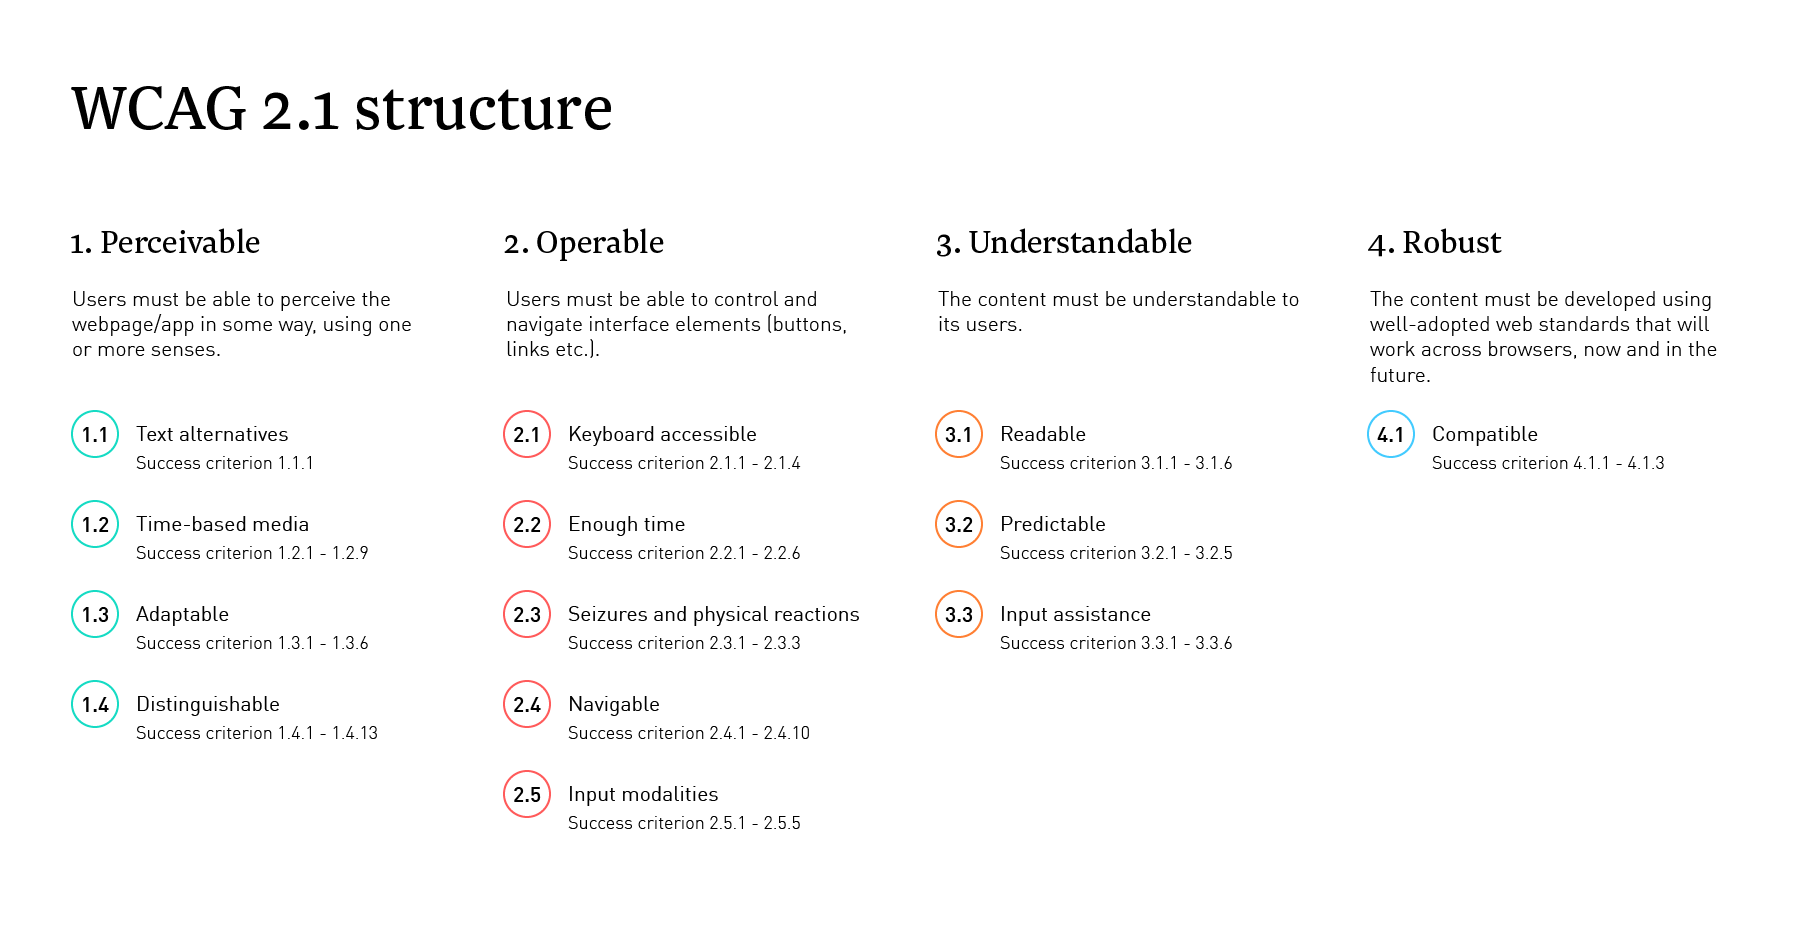 WCAG 2.1 structure
1. Perceivable
Users must be able to perceive the
webpage/app in some way, using one
or more senses.
1.1 Text alternatives
Success criterion 1.1.1
1.2 Time-based media
Success criterion 1.2.1 - 1.2.9
1.3 Adaptable
Success criterion 1.3.1 - 1.3.6
1.4 Distinguishable
Success criterion 1.4.1 - 1.4.13
2. Operable
Users must be able to control and
navigate interface elements (buttons,
links etc.).
2.1 Keyboard accessible
Success criterion 2.1.1 - 2.1.4
2.2 Enough time
Success criterion 2.2.1 - 2.2.6
2.3 Seizures and physical reactions
Success criterion 2.3.1 - 2.3.3
2.4 Navigable
Success criterion 2.4.1 - 2.4.10
2.5 Input modalities
Success criterion 2.5.1 - 2.5.5
3. Understandable
The content must be understandable to
its users.
3.1 Readable
Success criterion 3.1.1 - 3.1.6
3.2 Predictable
Success criterion 3.2.1 - 3.2.5
3.3 Input assistance
Success criterion 3.3.1 - 3.3.6
4. Robust
The content must be developed using
well-adopted web standards that will
work across browsers, now and in the
future.
4.1 Compatible
Success criterion 4.1.1 - 4.1.3